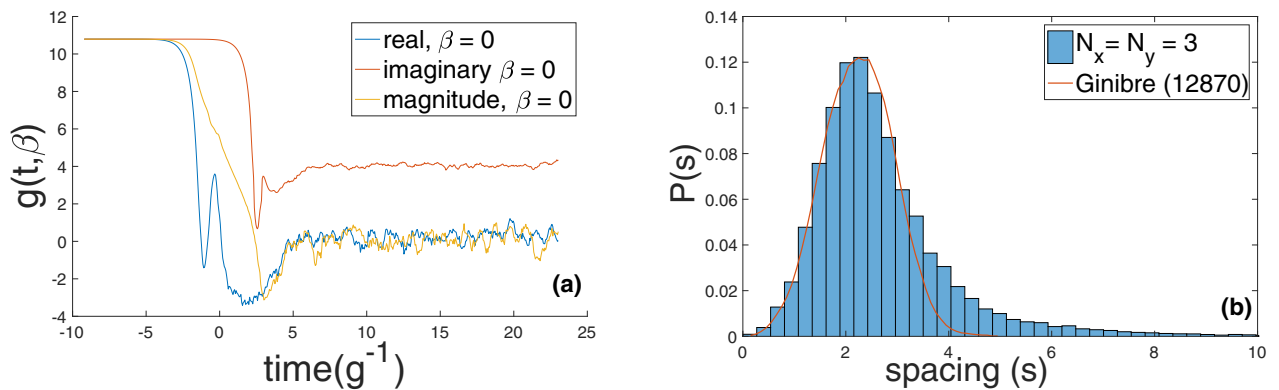 12
10
8
6
4
2
0
-2
-4
-10 -5 0 5 10 15 20 25
g(t,β)
time(g⁻¹)
real, β = 0
imaginary β = 0
magnitude, β = 0
(a)
0.14
0.12
0.1
0.08
0.06
0.04
0.02
0
0 2 4 6 8 10
P(s)
spacing (s)
N_x = N_y = 3
Ginibre (12870)
(b)